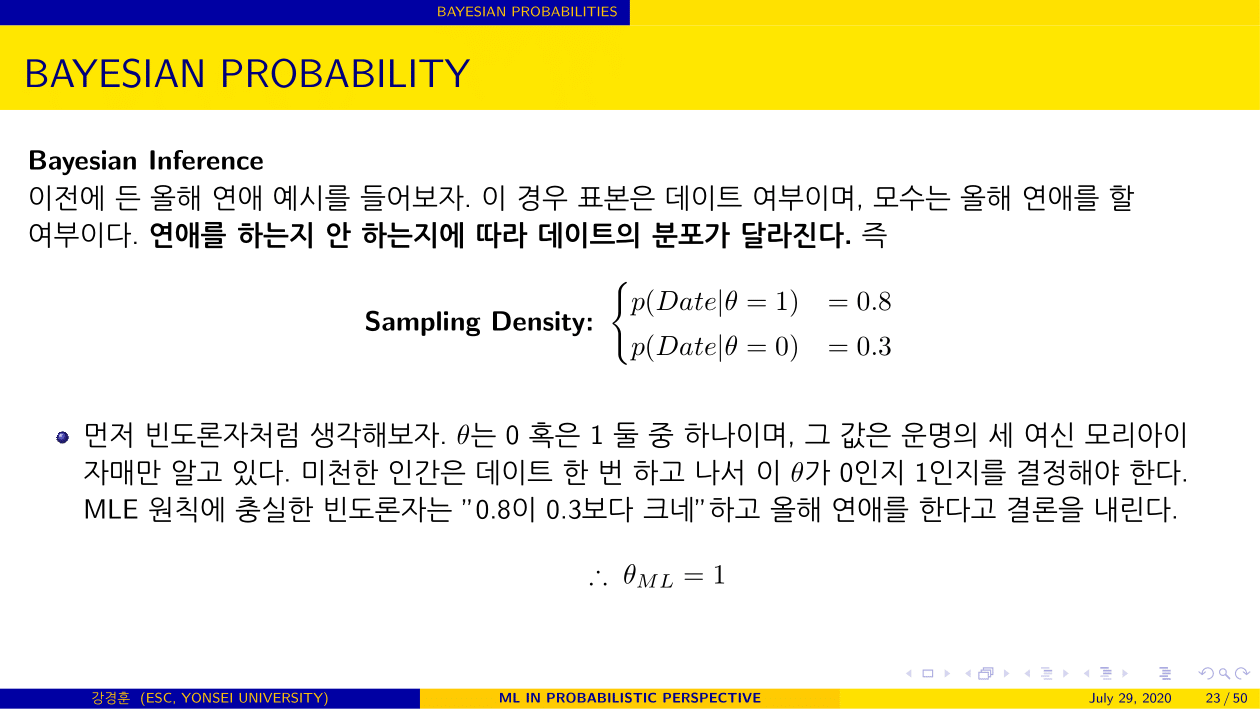 BAYESIAN PROBABILITIES
BAYESIAN PROBABILITY
Bayesian Inference
이전에 든 올해 연애 예시를 들어보자. 이 경우 표본은 데이트 여부이며, 모수는 올해 연애를 할
여부이다. 연애를 하는지 안 하는지에 따라 데이트의 분포가 달라진다. 즉
Sampling Density: { p(Date|θ = 1) = 0.8
p(Date|θ = 0) = 0.3
먼저 빈도론자처럼 생각해보자. θ는 0 혹은 1 둘 중 하나이며, 그 값은 운명의 세 여신 모리아이
자매만 알고 있다. 미천한 인간은 데이트 한 번 하고 나서 이 θ가 0인지 1인지를 결정해야 한다.
MLE 원칙에 충실한 빈도론자는 ”0.8이 0.3보다 크네”하고 올해 연애를 한다고 결론을 내린다.
∴ θ_ML = 1
강경훈 (ESC, YONSEI UNIVERSITY) ML IN PROBABILISTIC PERSPECTIVE July 29, 2020 23 / 50